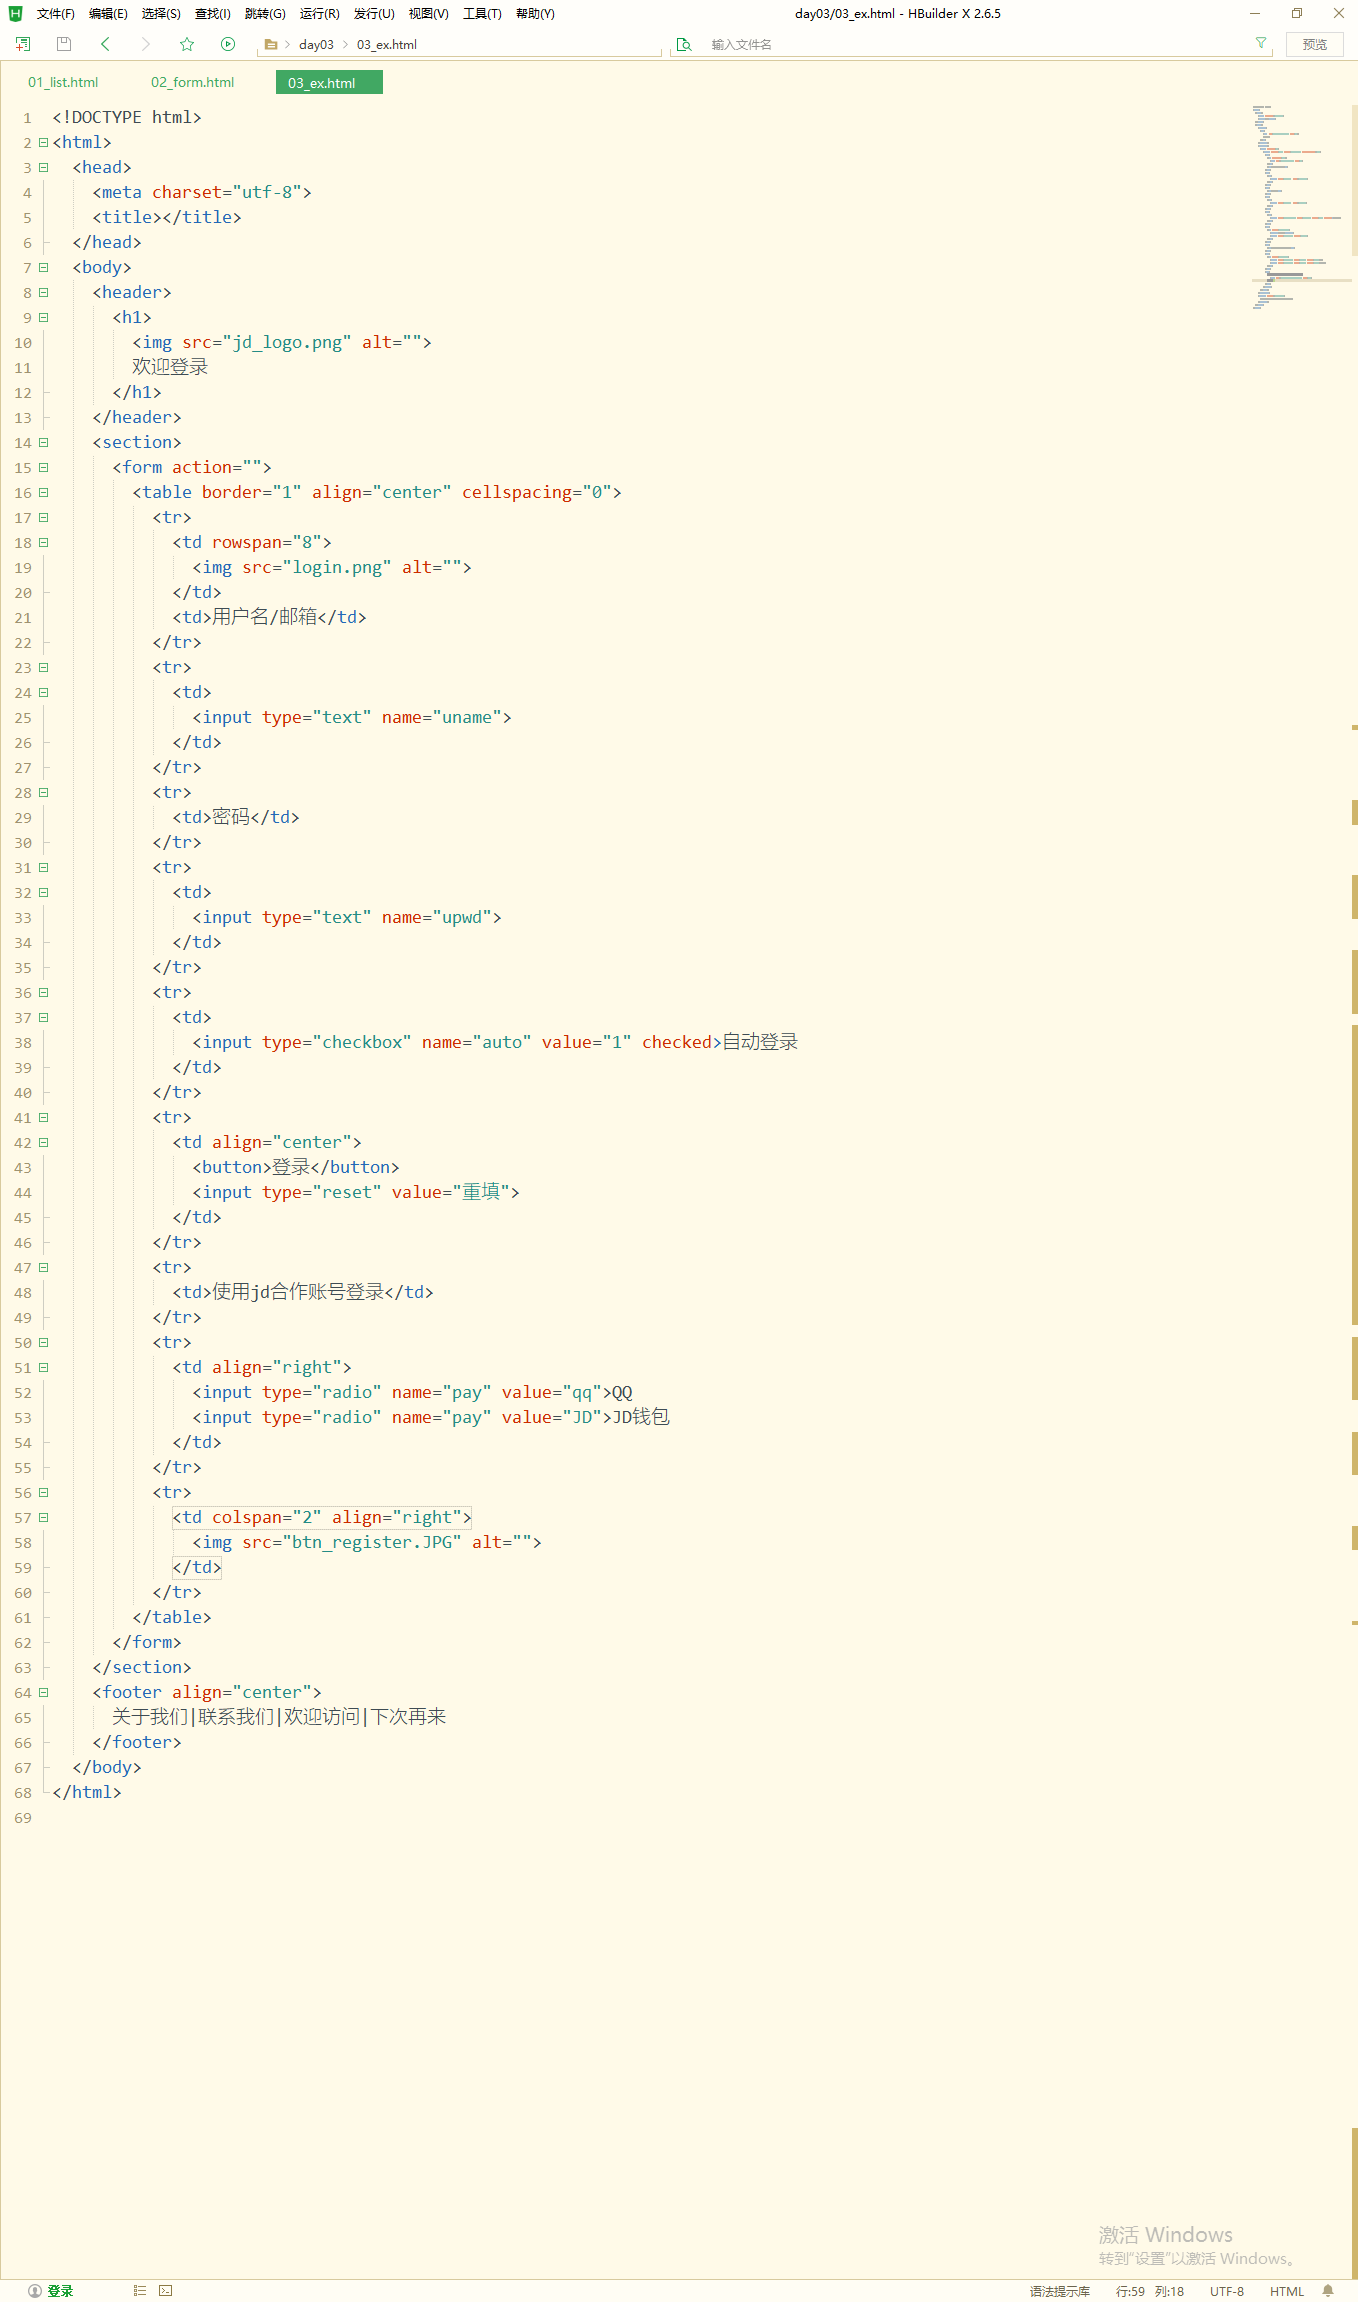 文件(F) 编辑(E) 选择(S) 查找(I) 跳转(G) 运行(R) 发行(U) 视图(V) 工具(T) 帮助(Y) day03/03_ex.html - HBuilder X 2.6.5
day03 03_ex.html 输入文件名 预览
01_list.html 02_form.html 03_ex.html
1 <!DOCTYPE html>
2 <html>
3 <head>
4 <meta charset="utf-8">
5 <title></title>
6 </head>
7 <body>
8 <header>
9 <h1>
10 <img src="jd_logo.png" alt="">
11 欢迎登录
12 </h1>
13 </header>
14 <section>
15 <form action="">
16 <table border="1" align="center" cellspacing="0">
17 <tr>
18 <td rowspan="8">
19 <img src="login.png" alt="">
20 </td>
21 <td>用户名/邮箱</td>
22 </tr>
23 <tr>
24 <td>
25 <input type="text" name="uname">
26 </td>
27 </tr>
28 <tr>
29 <td>密码</td>
30 </tr>
31 <tr>
32 <td>
33 <input type="text" name="upwd">
34 </td>
35 </tr>
36 <tr>
37 <td>
38 <input type="checkbox" name="auto" value="1" checked>自动登录
39 </td>
40 </tr>
41 <tr>
42 <td align="center">
43 <button>登录</button>
44 <input type="reset" value="重填">
45 </td>
46 </tr>
47 <tr>
48 <td>使用jd合作账号登录</td>
49 </tr>
50 <tr>
51 <td align="right">
52 <input type="radio" name="pay" value="qq">QQ
53 <input type="radio" name="pay" value="JD">JD钱包
54 </td>
55 </tr>
56 <tr>
57 <td colspan="2" align="right">
58 <img src="btn_register.JPG" alt="">
59 </td>
60 </tr>
61 </table>
62 </form>
63 </section>
64 <footer align="center">
65 关于我们|联系我们|欢迎访问|下次再来
66 </footer>
67 </body>
68 </html>
69
激活 Windows
转到"设置"以激活 Windows。
登录 语法提示库 行:59 列:18 UTF-8 HTML